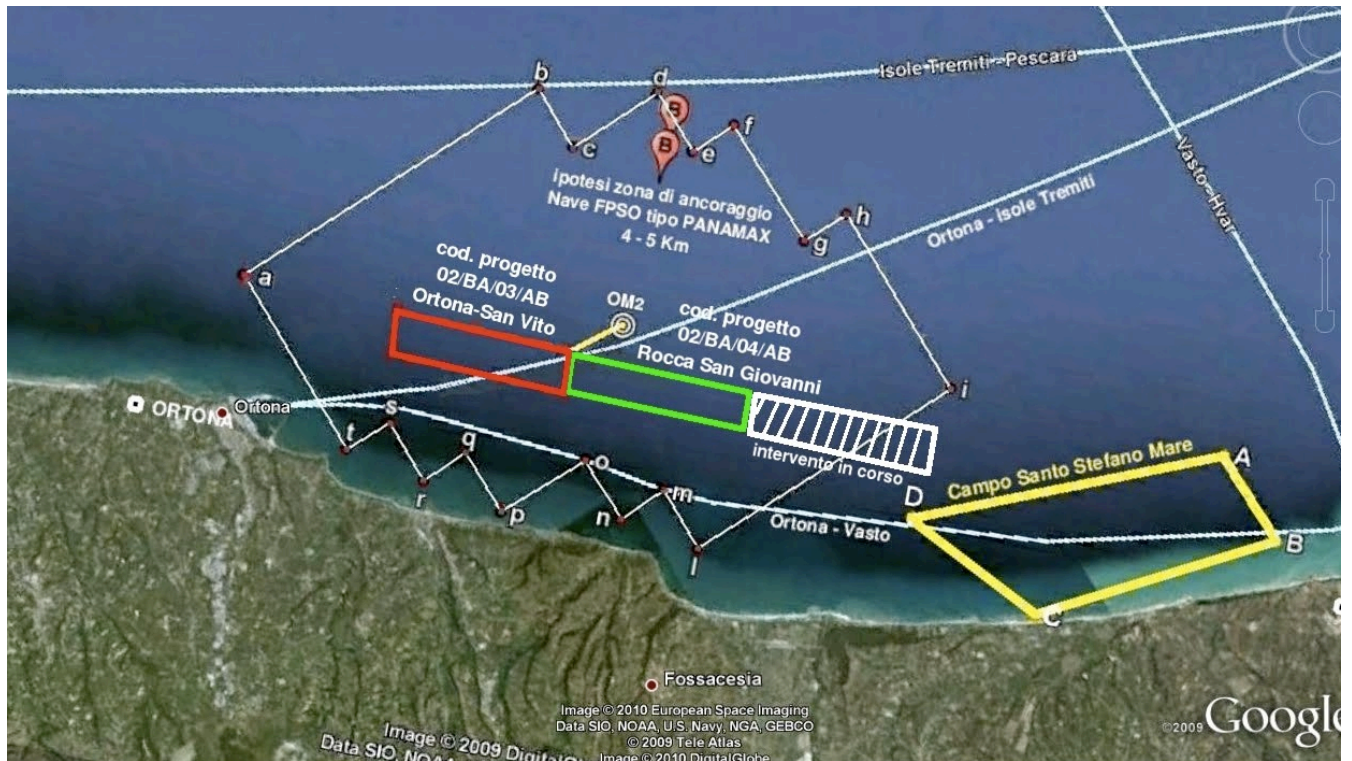 b
d
Isole Tremiti - Pescara
B
B
f
c
e
Vasto - Hvar
ipotesi zona di ancoraggio
Nave FPSO tipo PANAMAX
4 - 5 Km
Ortona - isole Tremiti
h
g
a
cod. progetto
02/BA/03/AB
Ortona-San Vito
OM2
cod. progetto
02/BA/04/AB
Rocca San Giovanni
i
ORTONA
Ortona
s
t
q
o
r
p
n
m
l
intervento in corso
D
Campo Santo Stefano Mare
A
B
C
Ortona - Vasto
Fossacesia
Image © 2010 European Space Imaging
Data SIO, NOAA, U.S. Navy, NGA, GEBCO
© 2009 Tele Atlas
Image © 2010 DigitalGlobe
Image © 2009 Digital
Data SIO, NOA
©2009 Google